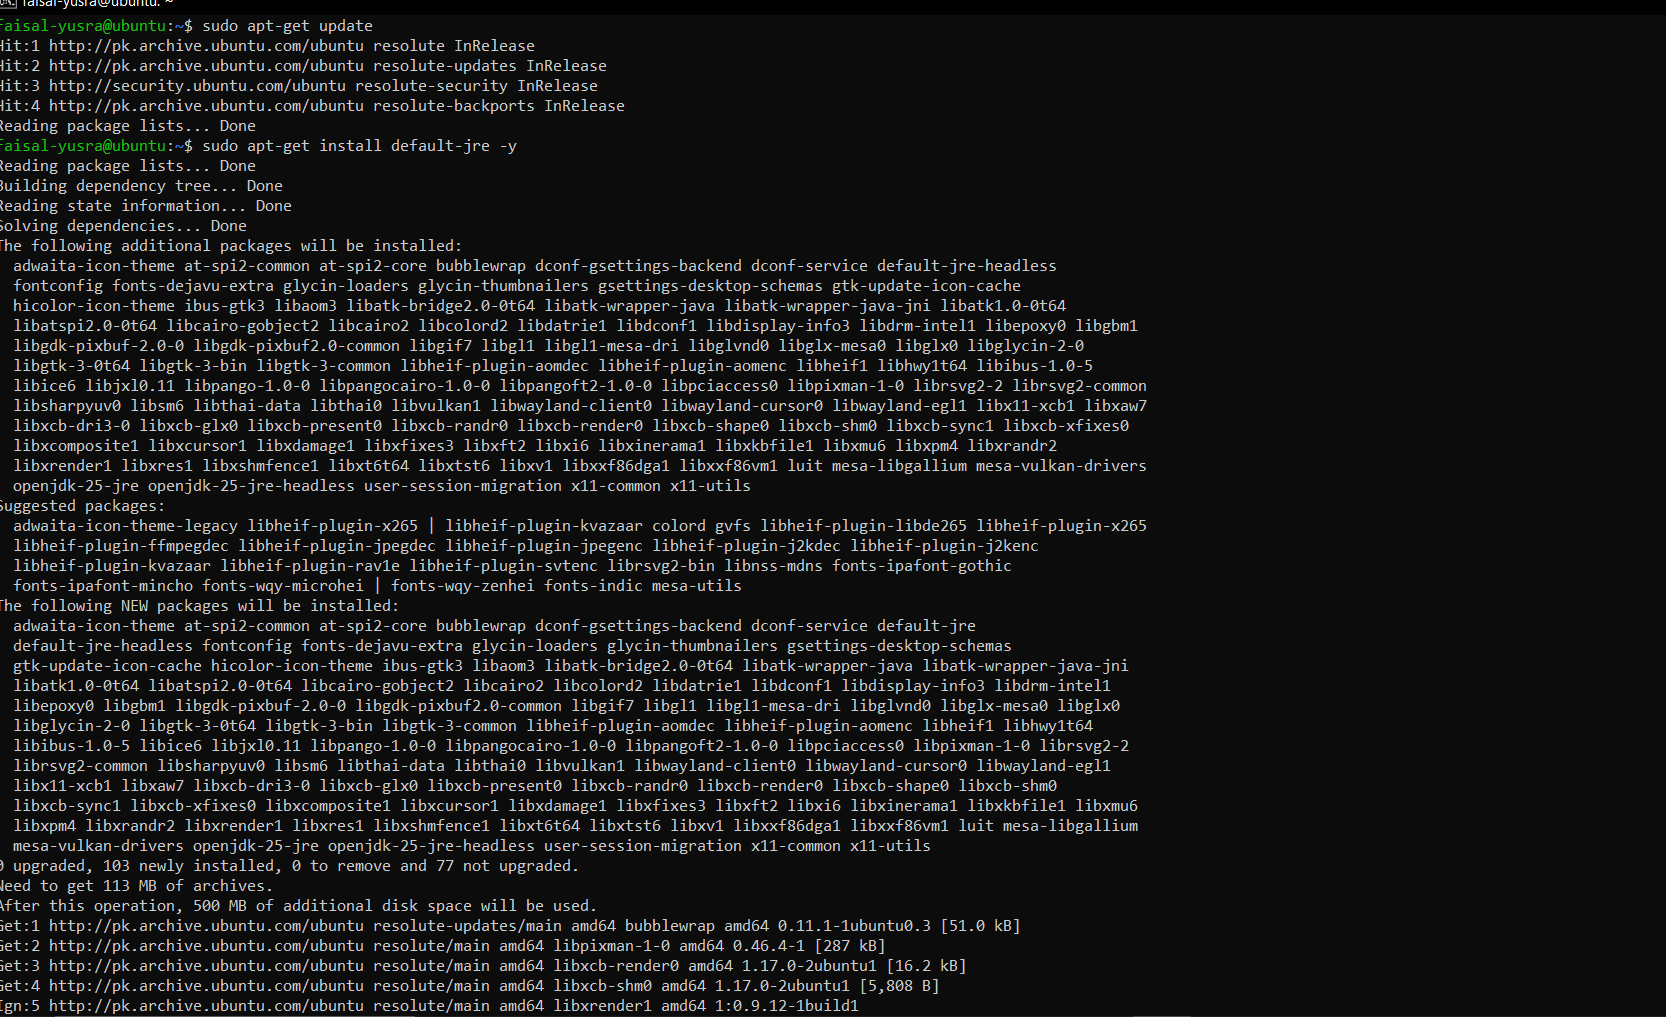 faisal-yusra@ubuntu: ~
faisal-yusra@ubuntu:~$ sudo apt-get update
Hit:1 http://pk.archive.ubuntu.com/ubuntu resolute InRelease
Hit:2 http://pk.archive.ubuntu.com/ubuntu resolute-updates InRelease
Hit:3 http://security.ubuntu.com/ubuntu resolute-security InRelease
Hit:4 http://pk.archive.ubuntu.com/ubuntu resolute-backports InRelease
Reading package lists... Done
faisal-yusra@ubuntu:~$ sudo apt-get install default-jre -y
Reading package lists... Done
Building dependency tree... Done
Reading state information... Done
Solving dependencies... Done
The following additional packages will be installed:
  adwaita-icon-theme at-spi2-common at-spi2-core bubblewrap dconf-gsettings-backend dconf-service default-jre-headless
  fontconfig fonts-dejavu-extra glycin-loaders glycin-thumbnailers gsettings-desktop-schemas gtk-update-icon-cache
  hicolor-icon-theme ibus-gtk3 libaom3 libatk-bridge2.0-0t64 libatk-wrapper-java libatk-wrapper-java-jni libatk1.0-0t64
  libatspi2.0-0t64 libcairo-gobject2 libcairo2 libcolord2 libdatrie1 libdconf1 libdisplay-info3 libdrm-intel1 libepoxy0 libgbm1
  libgdk-pixbuf-2.0-0 libgdk-pixbuf2.0-common libgif7 libgl1 libgl1-mesa-dri libglvnd0 libglx-mesa0 libglx0 libglycin-2-0
  libgtk-3-0t64 libgtk-3-bin libgtk-3-common libheif-plugin-aomdec libheif-plugin-aomenc libheif1 libhwy1t64 libibus-1.0-5
  libice6 libjxl0.11 libpango-1.0-0 libpangocairo-1.0-0 libpangoft2-1.0-0 libpciaccess0 libpixman-1-0 librsvg2-2 librsvg2-common
  libsharpyuv0 libsm6 libthai-data libthai0 libvulkan1 libwayland-client0 libwayland-cursor0 libwayland-egl1 libx11-xcb1 libxaw7
  libxcb-dri3-0 libxcb-glx0 libxcb-present0 libxcb-randr0 libxcb-render0 libxcb-shape0 libxcb-shm0 libxcb-sync1 libxcb-xfixes0
  libxcomposite1 libxcursor1 libxdamage1 libxfixes3 libxft2 libxi6 libxinerama1 libxkbfile1 libxmu6 libxpm4 libxrandr2
  libxrender1 libxres1 libxshmfence1 libxt6t64 libxtst6 libxv1 libxxf86dga1 libxxf86vm1 luit mesa-libgallium mesa-vulkan-drivers
  openjdk-25-jre openjdk-25-jre-headless user-session-migration x11-common x11-utils
Suggested packages:
  adwaita-icon-theme-legacy libheif-plugin-x265 | libheif-plugin-kvazaar colord gvfs libheif-plugin-libde265 libheif-plugin-x265
  libheif-plugin-ffmpegdec libheif-plugin-jpegdec libheif-plugin-jpegenc libheif-plugin-j2kdec libheif-plugin-j2kenc
  libheif-plugin-kvazaar libheif-plugin-rav1e libheif-plugin-svtenc librsvg2-bin libnss-mdns fonts-ipafont-gothic
  fonts-ipafont-mincho fonts-wqy-microhei | fonts-wqy-zenhei fonts-indic mesa-utils
The following NEW packages will be installed:
  adwaita-icon-theme at-spi2-common at-spi2-core bubblewrap dconf-gsettings-backend dconf-service default-jre
  default-jre-headless fontconfig fonts-dejavu-extra glycin-loaders glycin-thumbnailers gsettings-desktop-schemas
  gtk-update-icon-cache hicolor-icon-theme ibus-gtk3 libaom3 libatk-bridge2.0-0t64 libatk-wrapper-java libatk-wrapper-java-jni
  libatk1.0-0t64 libatspi2.0-0t64 libcairo-gobject2 libcairo2 libcolord2 libdatrie1 libdconf1 libdisplay-info3 libdrm-intel1
  libepoxy0 libgbm1 libgdk-pixbuf-2.0-0 libgdk-pixbuf2.0-common libgif7 libgl1 libgl1-mesa-dri libglvnd0 libglx-mesa0 libglx0
  libglycin-2-0 libgtk-3-0t64 libgtk-3-bin libgtk-3-common libheif-plugin-aomdec libheif-plugin-aomenc libheif1 libhwy1t64
  libibus-1.0-5 libice6 libjxl0.11 libpango-1.0-0 libpangocairo-1.0-0 libpangoft2-1.0-0 libpciaccess0 libpixman-1-0 librsvg2-2
  librsvg2-common libsharpyuv0 libsm6 libthai-data libthai0 libvulkan1 libwayland-client0 libwayland-cursor0 libwayland-egl1
  libx11-xcb1 libxaw7 libxcb-dri3-0 libxcb-glx0 libxcb-present0 libxcb-randr0 libxcb-render0 libxcb-shape0 libxcb-shm0
  libxcb-sync1 libxcb-xfixes0 libxcomposite1 libxcursor1 libxdamage1 libxfixes3 libxft2 libxi6 libxinerama1 libxkbfile1 libxmu6
  libxpm4 libxrandr2 libxrender1 libxres1 libxshmfence1 libxt6t64 libxtst6 libxv1 libxxf86dga1 libxxf86vm1 luit mesa-libgallium
  mesa-vulkan-drivers openjdk-25-jre openjdk-25-jre-headless user-session-migration x11-common x11-utils
0 upgraded, 103 newly installed, 0 to remove and 77 not upgraded.
Need to get 113 MB of archives.
After this operation, 500 MB of additional disk space will be used.
Get:1 http://pk.archive.ubuntu.com/ubuntu resolute-updates/main amd64 bubblewrap amd64 0.11.1-1ubuntu0.3 [51.0 kB]
Get:2 http://pk.archive.ubuntu.com/ubuntu resolute/main amd64 libpixman-1-0 amd64 0.46.4-1 [287 kB]
Get:3 http://pk.archive.ubuntu.com/ubuntu resolute/main amd64 libxcb-render0 amd64 1.17.0-2ubuntu1 [16.2 kB]
Get:4 http://pk.archive.ubuntu.com/ubuntu resolute/main amd64 libxcb-shm0 amd64 1.17.0-2ubuntu1 [5,808 B]
Ign:5 http://pk.archive.ubuntu.com/ubuntu resolute/main amd64 libxrender1 amd64 1:0.9.12-1build1